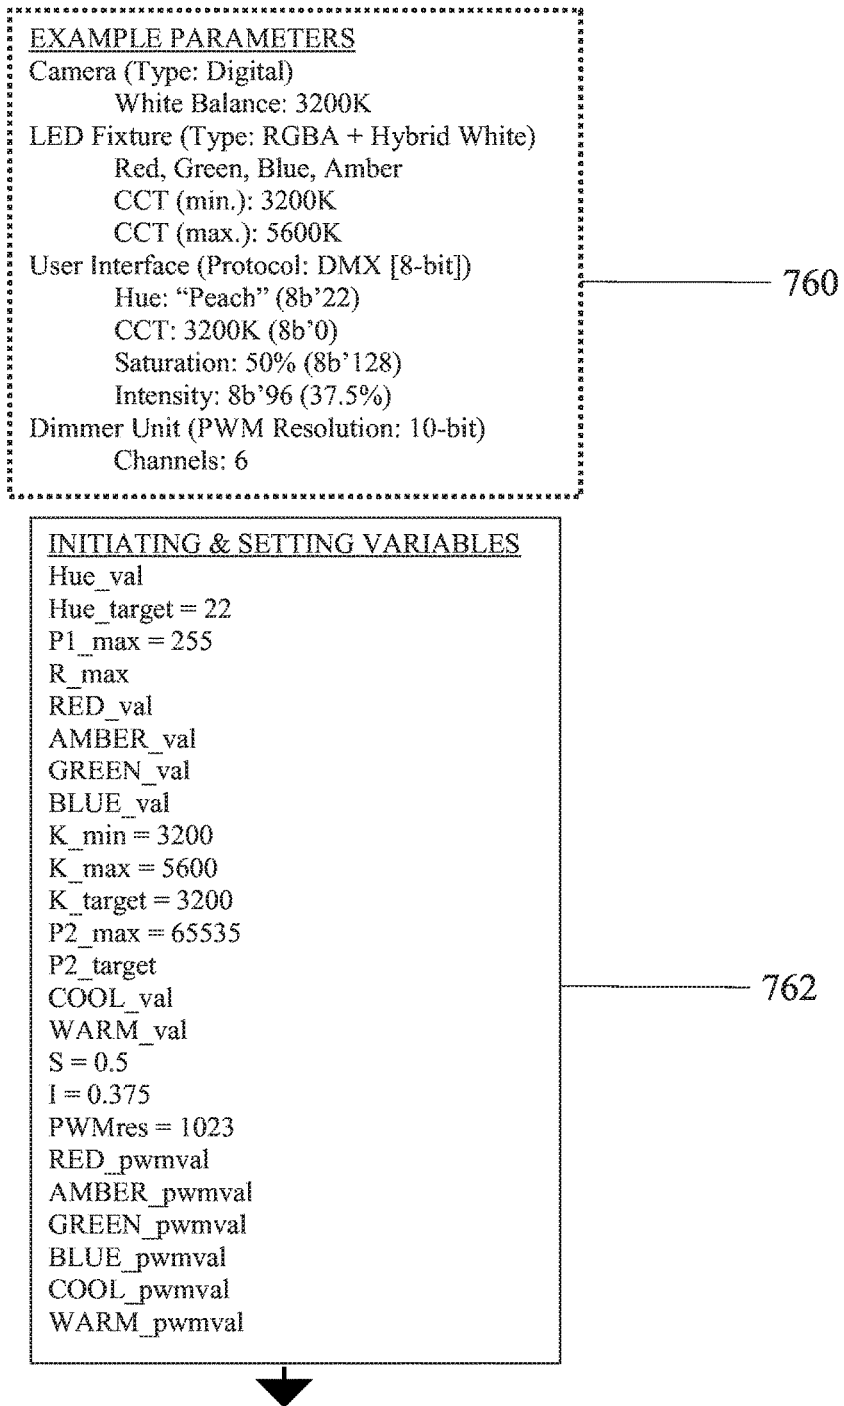 EXAMPLE PARAMETERS
Camera (Type: Digital)
White Balance: 3200K
LED Fixture (Type: RGBA + Hybrid White)
Red, Green, Blue, Amber
CCT (min.): 3200K
CCT (max.): 5600K
User Interface (Protocol: DMX [8-bit])
Hue: “Peach” (8b’22)
CCT: 3200K (8b’0)
Saturation: 50% (8b’128)
Intensity: 8b’96 (37.5%)
Dimmer Unit (PWM Resolution: 10-bit)
Channels: 6
760
INITIATING & SETTING VARIABLES
Hue_val
Hue_target = 22
P1_max = 255
R_max
RED_val
AMBER_val
GREEN_val
BLUE_val
K_min = 3200
K_max = 5600
K_target = 3200
P2_max = 65535
P2_target
COOL_val
WARM_val
S = 0.5
I = 0.375
PWMres = 1023
RED_pwmval
AMBER_pwmval
GREEN_pwmval
BLUE_pwmval
COOL_pwmval
WARM_pwmval
762